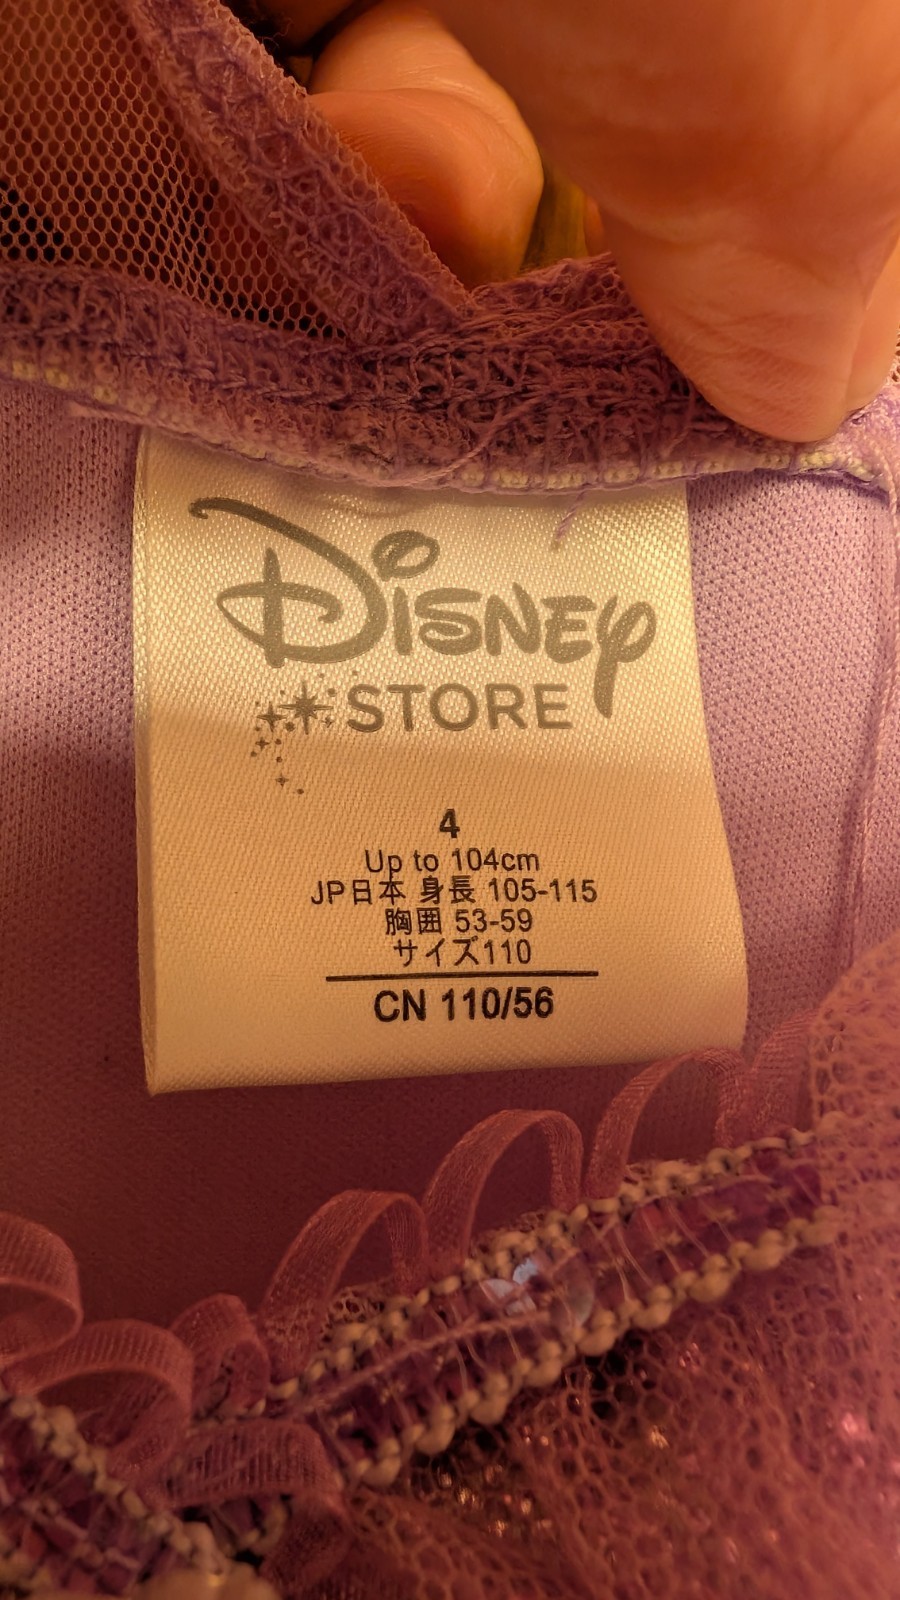 Disney
STORE
4
Up to 104cm
JP日本 身長 105-115
胸囲 53-59
サイズ110
CN 110/56